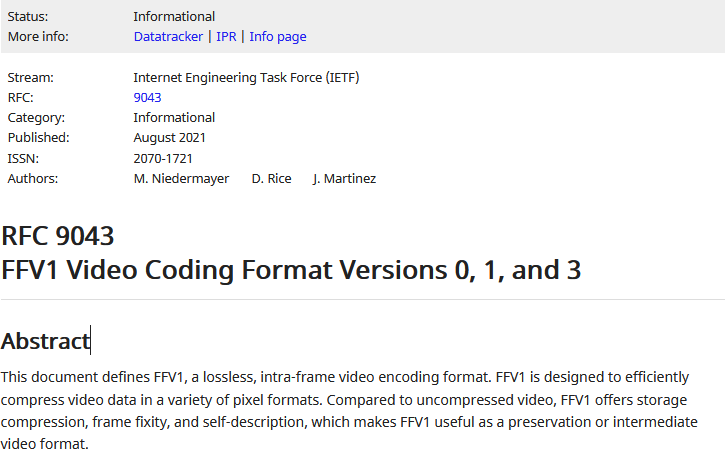 Status: Informational
More info: Datatracker | IPR | Info page
Stream: Internet Engineering Task Force (IETF)
RFC: 9043
Category: Informational
Published: August 2021
ISSN: 2070-1721
Authors: M. Niedermayer D. Rice J. Martinez
RFC 9043
FFV1 Video Coding Format Versions 0, 1, and 3
Abstract
This document defines FFV1, a lossless, intra-frame video encoding format. FFV1 is designed to efficiently
compress video data in a variety of pixel formats. Compared to uncompressed video, FFV1 offers storage
compression, frame fixity, and self-description, which makes FFV1 useful as a preservation or intermediate
video format.